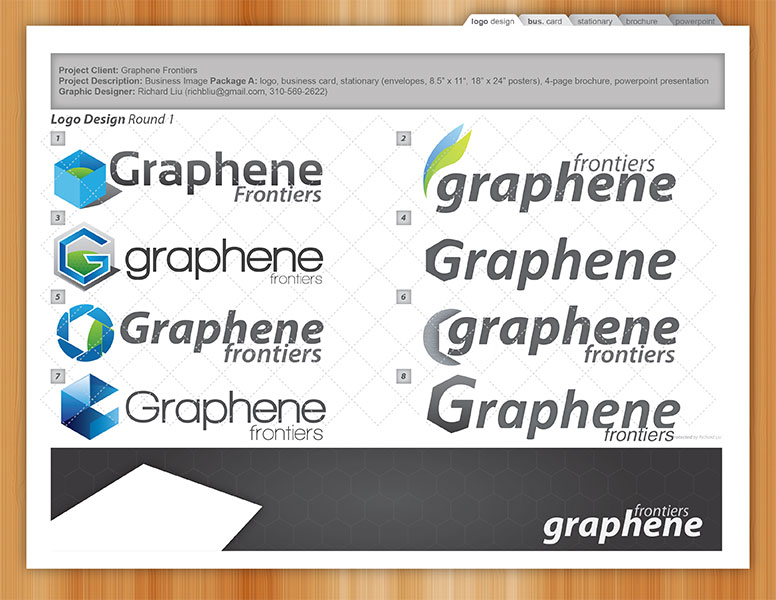 logo design bus. card stationary brochure powerpoint
Project Client: Graphene Frontiers
Project Description: Business Image Package A: logo, business card, stationary (envelopes, 8.5" x 11", 18" x 24" posters), 4-page brochure, powerpoint presentation
Graphic Designer: Richard Liu (richbliu@gmail.com, 310-569-2622)
Logo Design Round 1
1
Graphene
Frontiers
2
frontiers
graphene
3
G
graphene
frontiers
4
Graphene
5
Graphene
frontiers
6
graphene
frontiers
7
Graphene
frontiers
8
Graphene
frontiers
by Richard Liu
frontiers
graphene